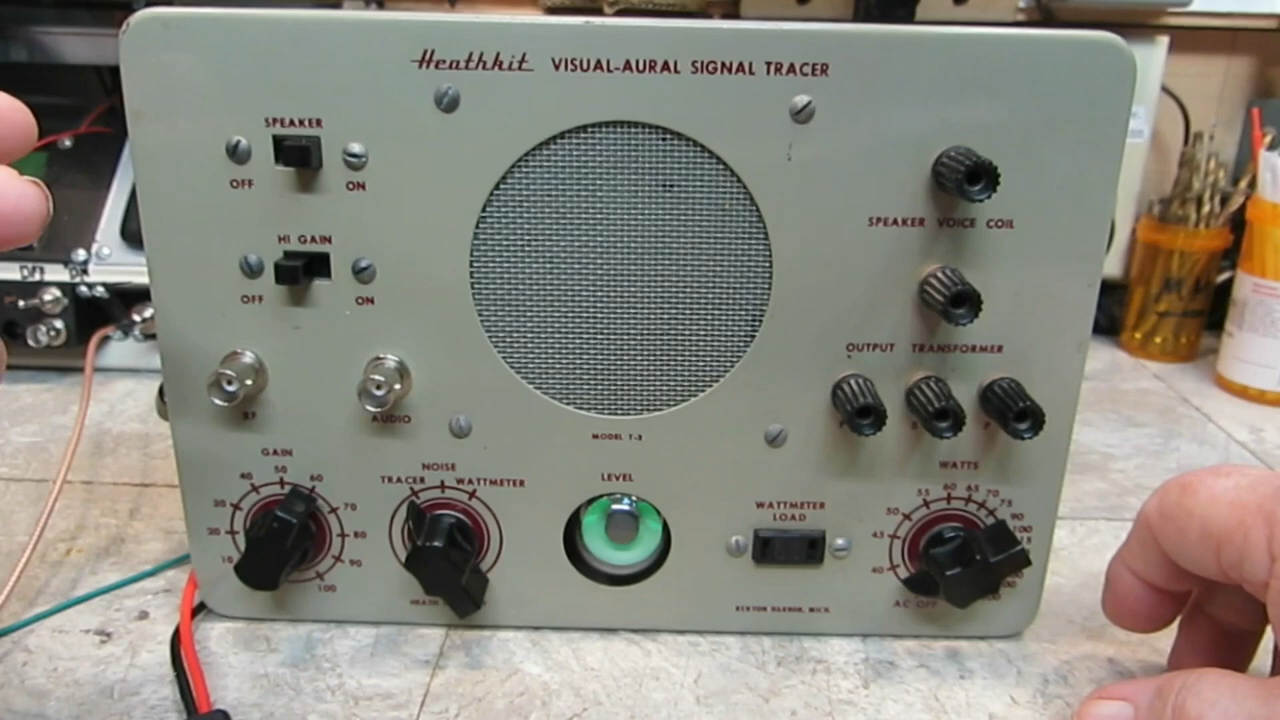 Heathkit VISUAL-AURAL SIGNAL TRACER
SPEAKER
OFF ON
HI GAIN
OFF ON
RF
AUDIO
SPEAKER VOICE COIL
OUTPUT TRANSFORMER
MODEL T-3
GAIN
10 20 30 40 50 60 70 80 90 100
NOISE
TRACER WATTMETER
HEATH
LEVEL
WATTMETER
LOAD
BENTON HARBOR, MICH.
WATTS
40 45 50 55 60 65 70 75 90 100
AC OFF